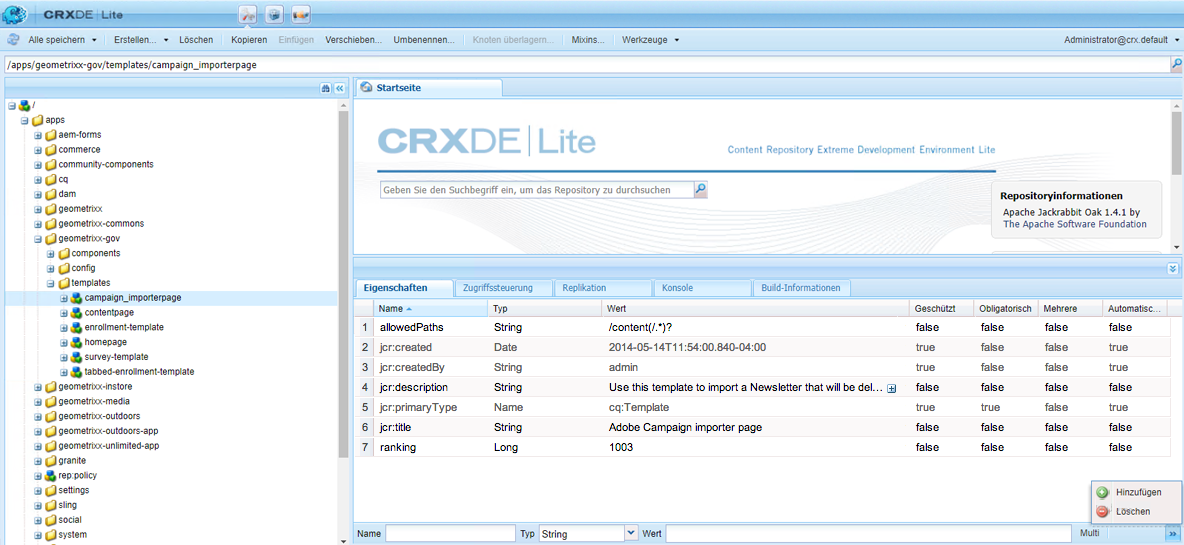 CRXDE | Lite
Alle speichern Erstellen... Löschen Kopieren Einfügen Verschieben... Umbenennen... Knoten überlagern... Mixins... Werkzeuge Administrator@crx.default
/apps/geometrixx-gov/templates/campaign_importerpage
/
apps
aem-forms
commerce
community-components
cq
dam
geometrixx
geometrixx-commons
geometrixx-gov
components
config
templates
campaign_importerpage
contentpage
enrollment-template
homepage
survey-template
tabbed-enrollment-template
geometrixx-instore
geometrixx-media
geometrixx-outdoors
geometrixx-outdoors-app
geometrixx-unlimited-app
granite
rep:policy
settings
sling
social
system
Startseite
CRXDE | Lite
Content Repository Extreme Development Environment Lite
Geben Sie den Suchbegriff ein, um das Repository zu durchsuchen
Repositoryinformationen
Apache Jackrabbit Oak 1.4.1 by
The Apache Software Foundation
Eigenschaften Zugriffssteuerung Replikation Konsole Build-Informationen
Name Typ Wert Geschützt Obligatorisch Mehrere Automatisc...
1 allowedPaths String /content(/.*)? false false false false
2 jcr:created Date 2014-05-14T11:54:00.840-04:00 true false false true
3 jcr:createdBy String admin true false false true
4 jcr:description String Use this template to import a Newsletter that will be del... false false false false
5 jcr:primaryType Name cq:Template true true false true
6 jcr:title String Adobe Campaign importer page false false false false
7 ranking Long 1003 false false false false
Hinzufügen
Löschen
Name Typ String Wert Multi